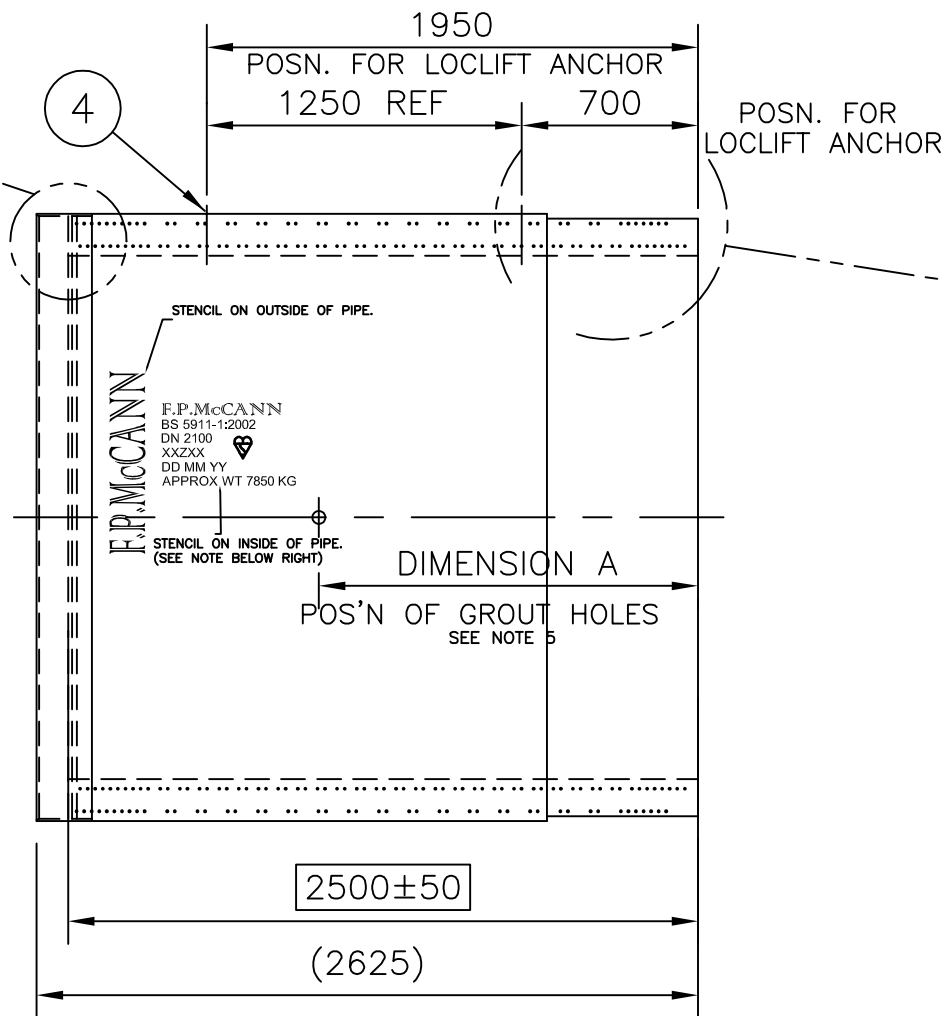 1950
POSN. FOR LOCLIFT ANCHOR
1250 REF
700
POSN. FOR
LOCLIFT ANCHOR
4
STENCIL ON OUTSIDE OF PIPE.
F.P.McCANN
F.P.McCANN
BS 5911-1:2002
DN 2100
XXZXX
DD MM YY
APPROX WT 7850 KG
STENCIL ON INSIDE OF PIPE.
(SEE NOTE BELOW RIGHT)
DIMENSION A
POS'N OF GROUT HOLES
SEE NOTE 5
2500±50
(2625)